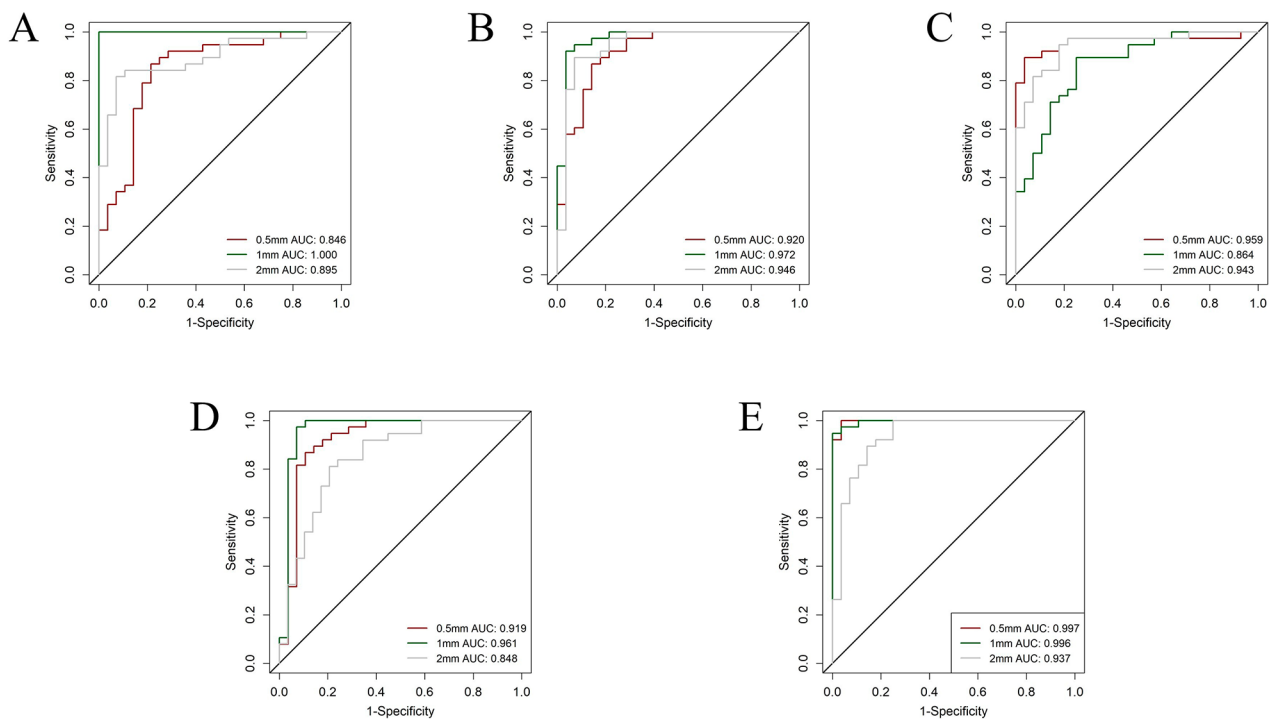 A
Sensitivity
0.0 0.2 0.4 0.6 0.8 1.0
0.5mm AUC: 0.846
1mm AUC: 1.000
2mm AUC: 0.895
0.0 0.2 0.4 0.6 0.8 1.0
1-Specificity
B
Sensitivity
0.0 0.2 0.4 0.6 0.8 1.0
0.5mm AUC: 0.920
1mm AUC: 0.972
2mm AUC: 0.946
0.0 0.2 0.4 0.6 0.8 1.0
1-Specificity
C
Sensitivity
0.0 0.2 0.4 0.6 0.8 1.0
0.5mm AUC: 0.959
1mm AUC: 0.864
2mm AUC: 0.943
0.0 0.2 0.4 0.6 0.8 1.0
1-Specificity
D
Sensitivity
0.0 0.2 0.4 0.6 0.8 1.0
0.5mm AUC: 0.919
1mm AUC: 0.961
2mm AUC: 0.848
0.0 0.2 0.4 0.6 0.8 1.0
1-Specificity
E
Sensitivity
0.0 0.2 0.4 0.6 0.8 1.0
0.5mm AUC: 0.997
1mm AUC: 0.996
2mm AUC: 0.937
0.0 0.2 0.4 0.6 0.8 1.0
1-Specificity